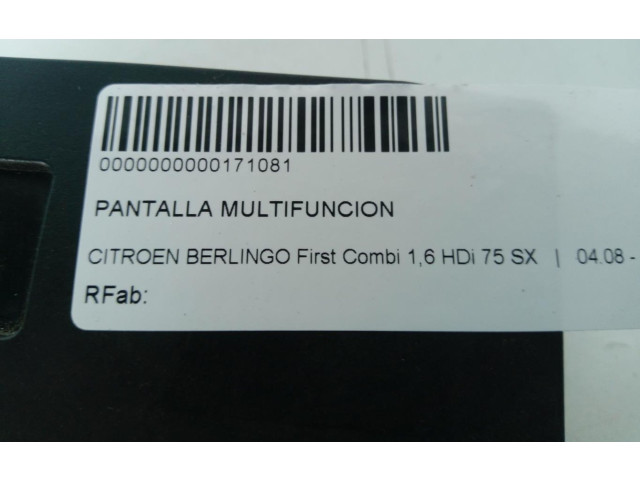 0000000000171081
PANTALLA MULTIFUNCION
CITROEN BERLINGO First Combi 1,6 HDi 75 SX | 04.08 -
RFab: